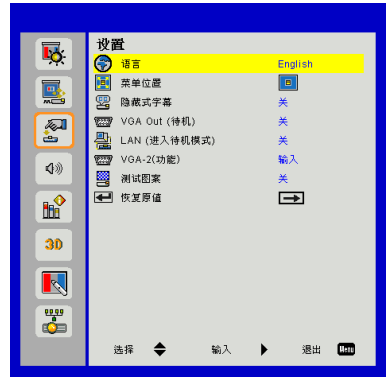 设置
语言 English
菜单位置
隐藏式字幕 关
VGA Out (待机) 关
LAN (进入待机模式) 关
VGA-2(功能) 输入
测试图案 关
恢复原值
3D
选择 输入 退出 Menu